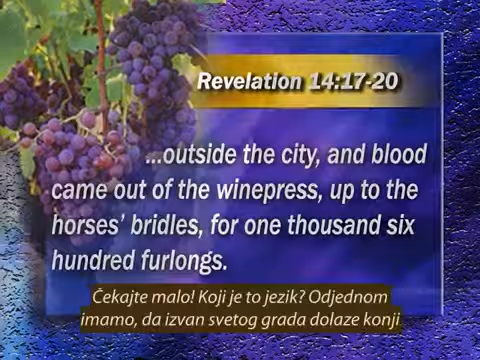 Revelation 14:17-20
...outside the city, and blood
came out of the winepress, up to the
horses' bridles, for one thousand six
hundred furlongs.
Čekajte malo! Koji je to jezik? Odjednom
imamo, da izvan svetog grada dolaze konji